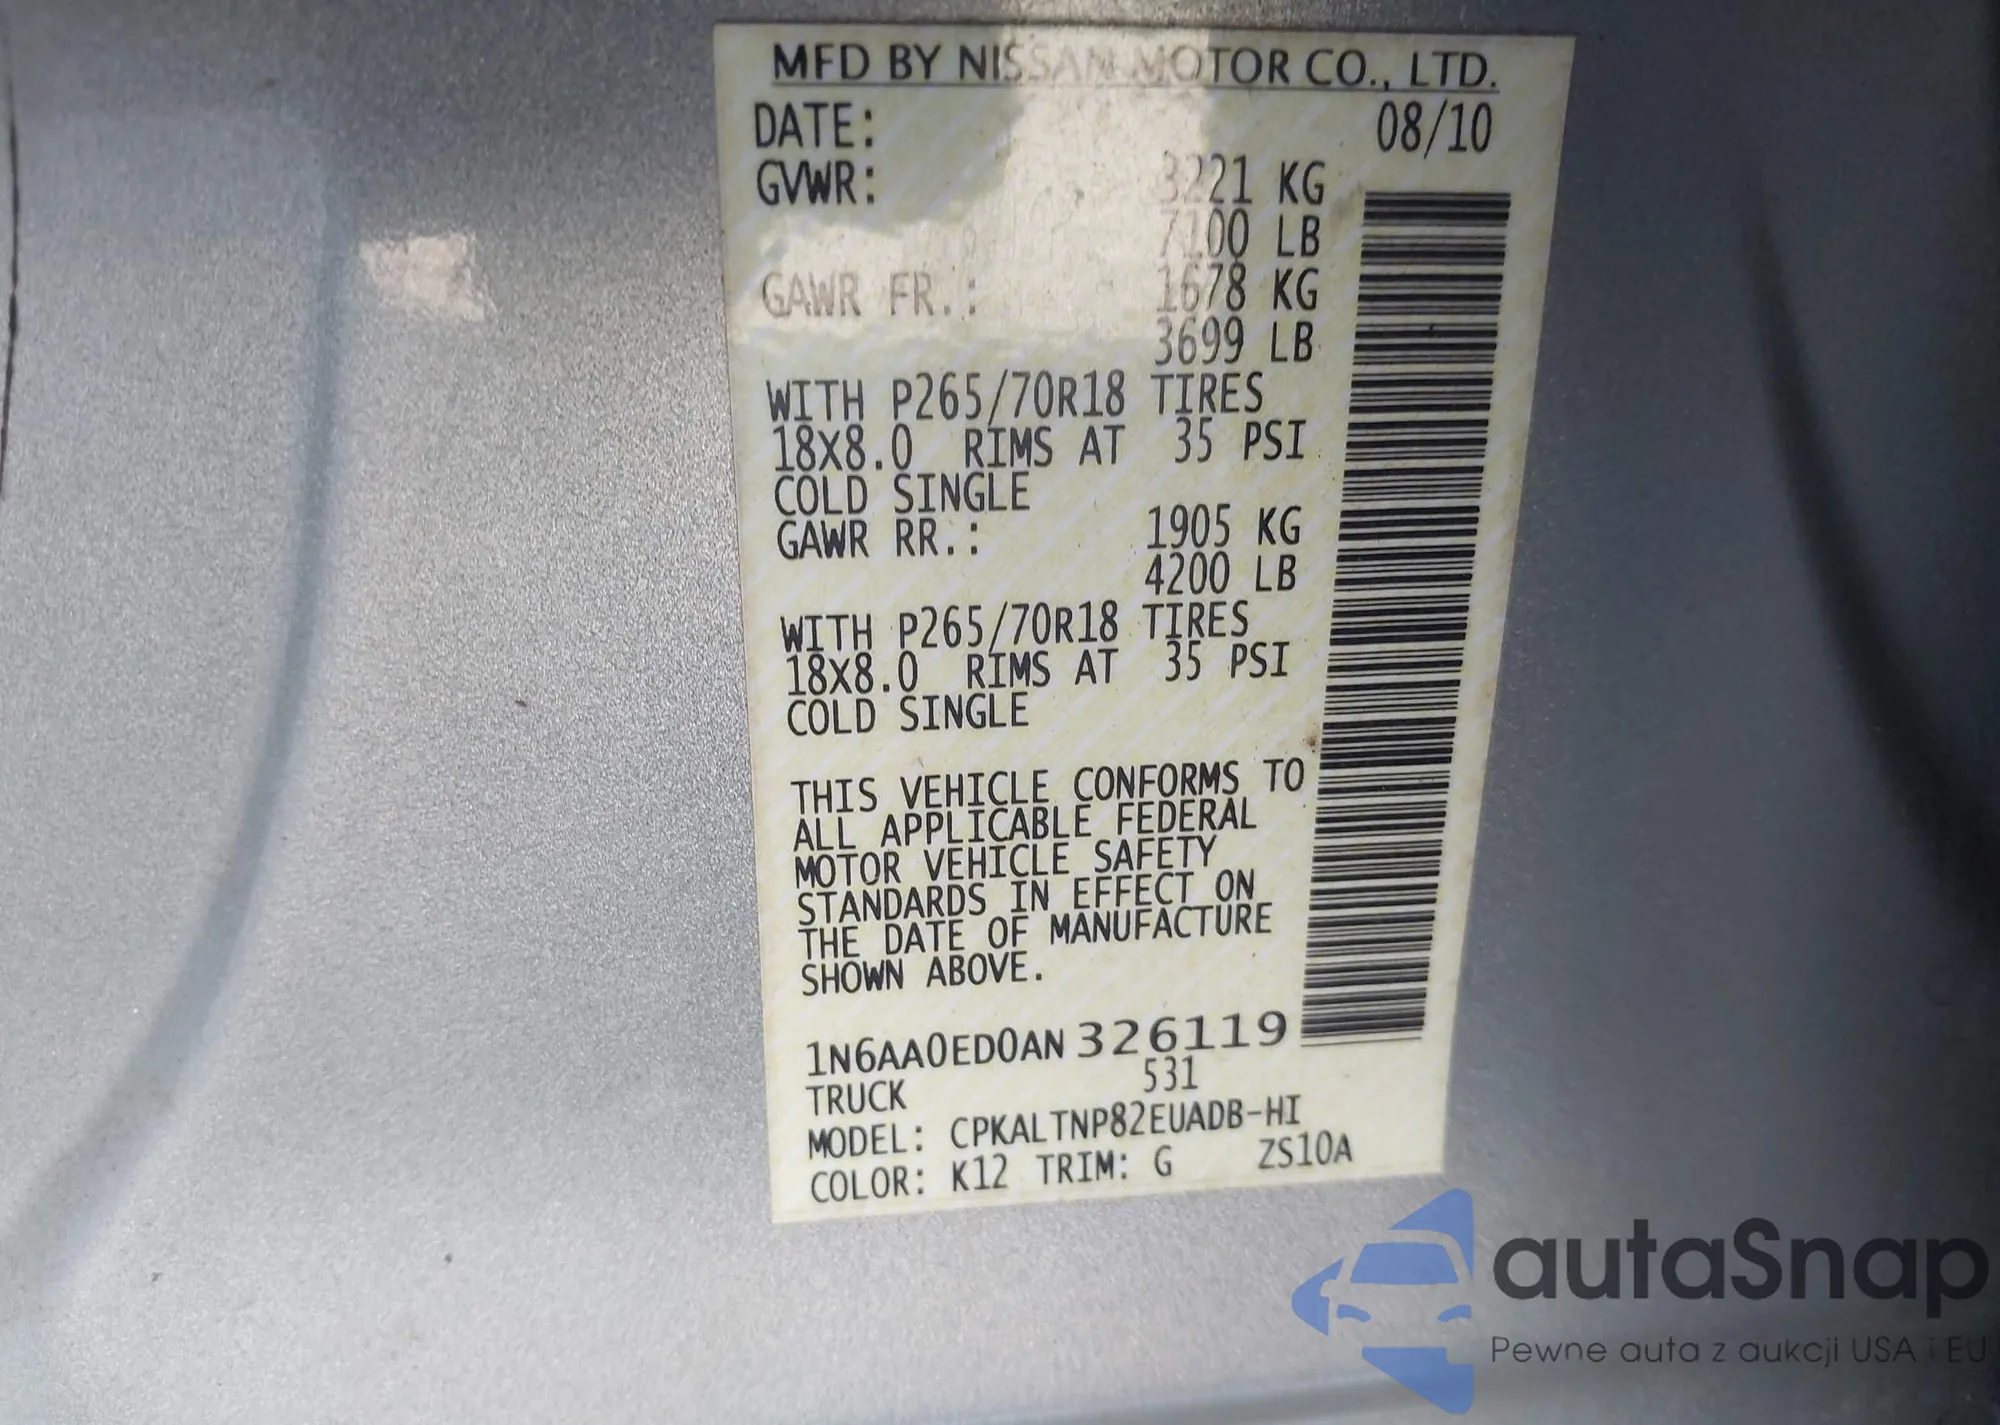 MFD BY NISSAN MOTOR CO., LTD.
DATE: 08/10
GVWR: 3221 KG
7100 LB
GAWR FR.: 1678 KG
3699 LB
WITH P265/70R18 TIRES
18X8.0 RIMS AT 35 PSI
COLD SINGLE
GAWR RR.: 1905 KG
4200 LB
WITH P265/70R18 TIRES
18X8.0 RIMS AT 35 PSI
COLD SINGLE
THIS VEHICLE CONFORMS TO
ALL APPLICABLE FEDERAL
MOTOR VEHICLE SAFETY
STANDARDS IN EFFECT ON
THE DATE OF MANUFACTURE
SHOWN ABOVE.
1N6AA0ED0AN 326119
TRUCK 531
MODEL: CPKALTNP82EUADB-HI
COLOR: K12 TRIM: G ZS10A
autaSnap
Pewne auta z aukcji USA i EU